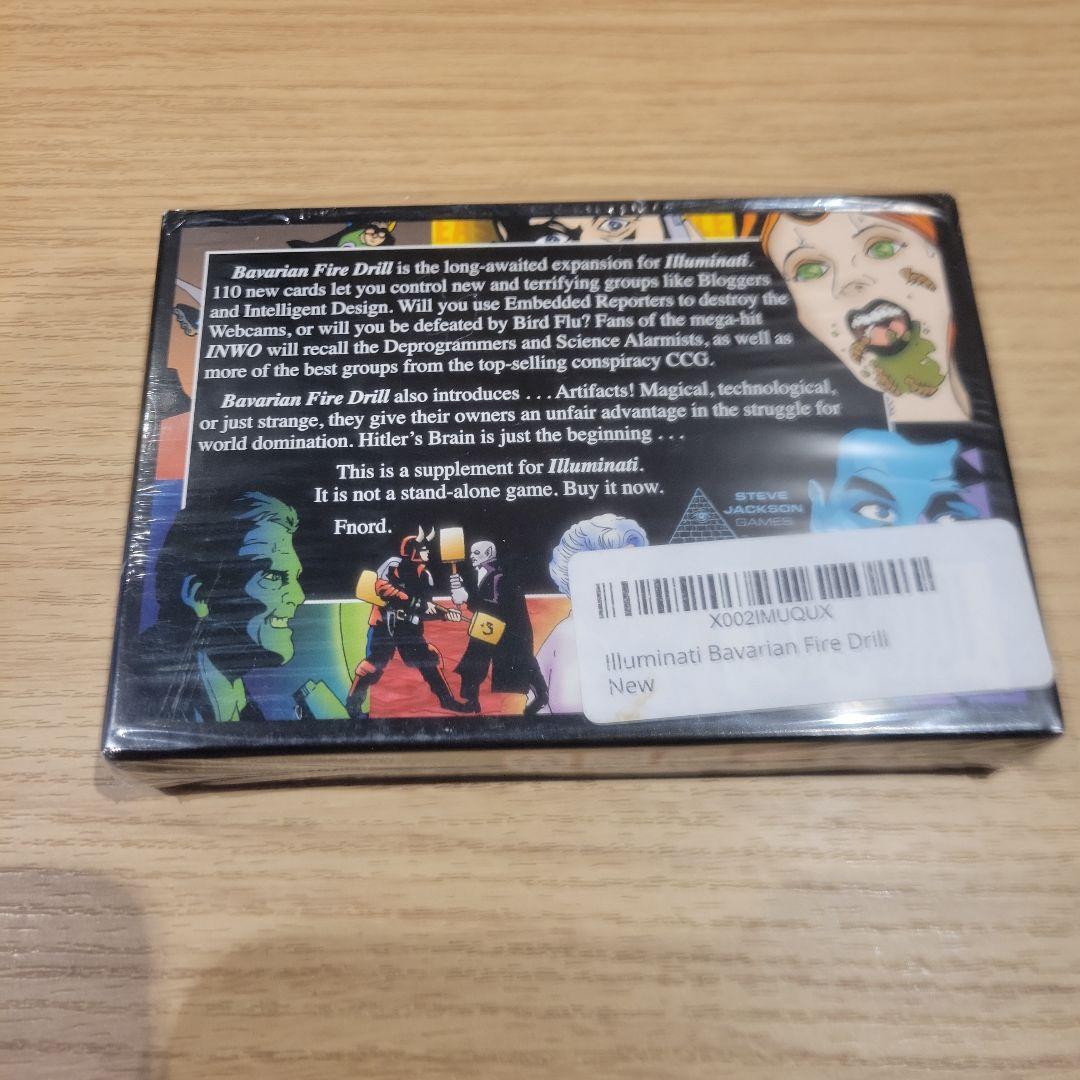 Bavarian Fire Drill is the long-awaited expansion for Illuminati.
110 new cards let you control new and terrifying groups like Bloggers
and Intelligent Design. Will you use Embedded Reporters to destroy the
Webcams, or will you be defeated by Bird Flu? Fans of the mega-hit
INWO will recall the Deprogrammers and Science Alarmists, as well as
more of the best groups from the top-selling conspiracy CCG.
Bavarian Fire Drill also introduces . . . Artifacts! Magical, technological,
or just strange, they give their owners an unfair advantage in the struggle for
world domination. Hitler's Brain is just the beginning . . .
This is a supplement for Illuminati.
It is not a stand-alone game. Buy it now.
Fnord.
STEVE
JACKSON
GAMES
+3
X002IMUQUX
Illuminati Bavarian Fire Drill
New